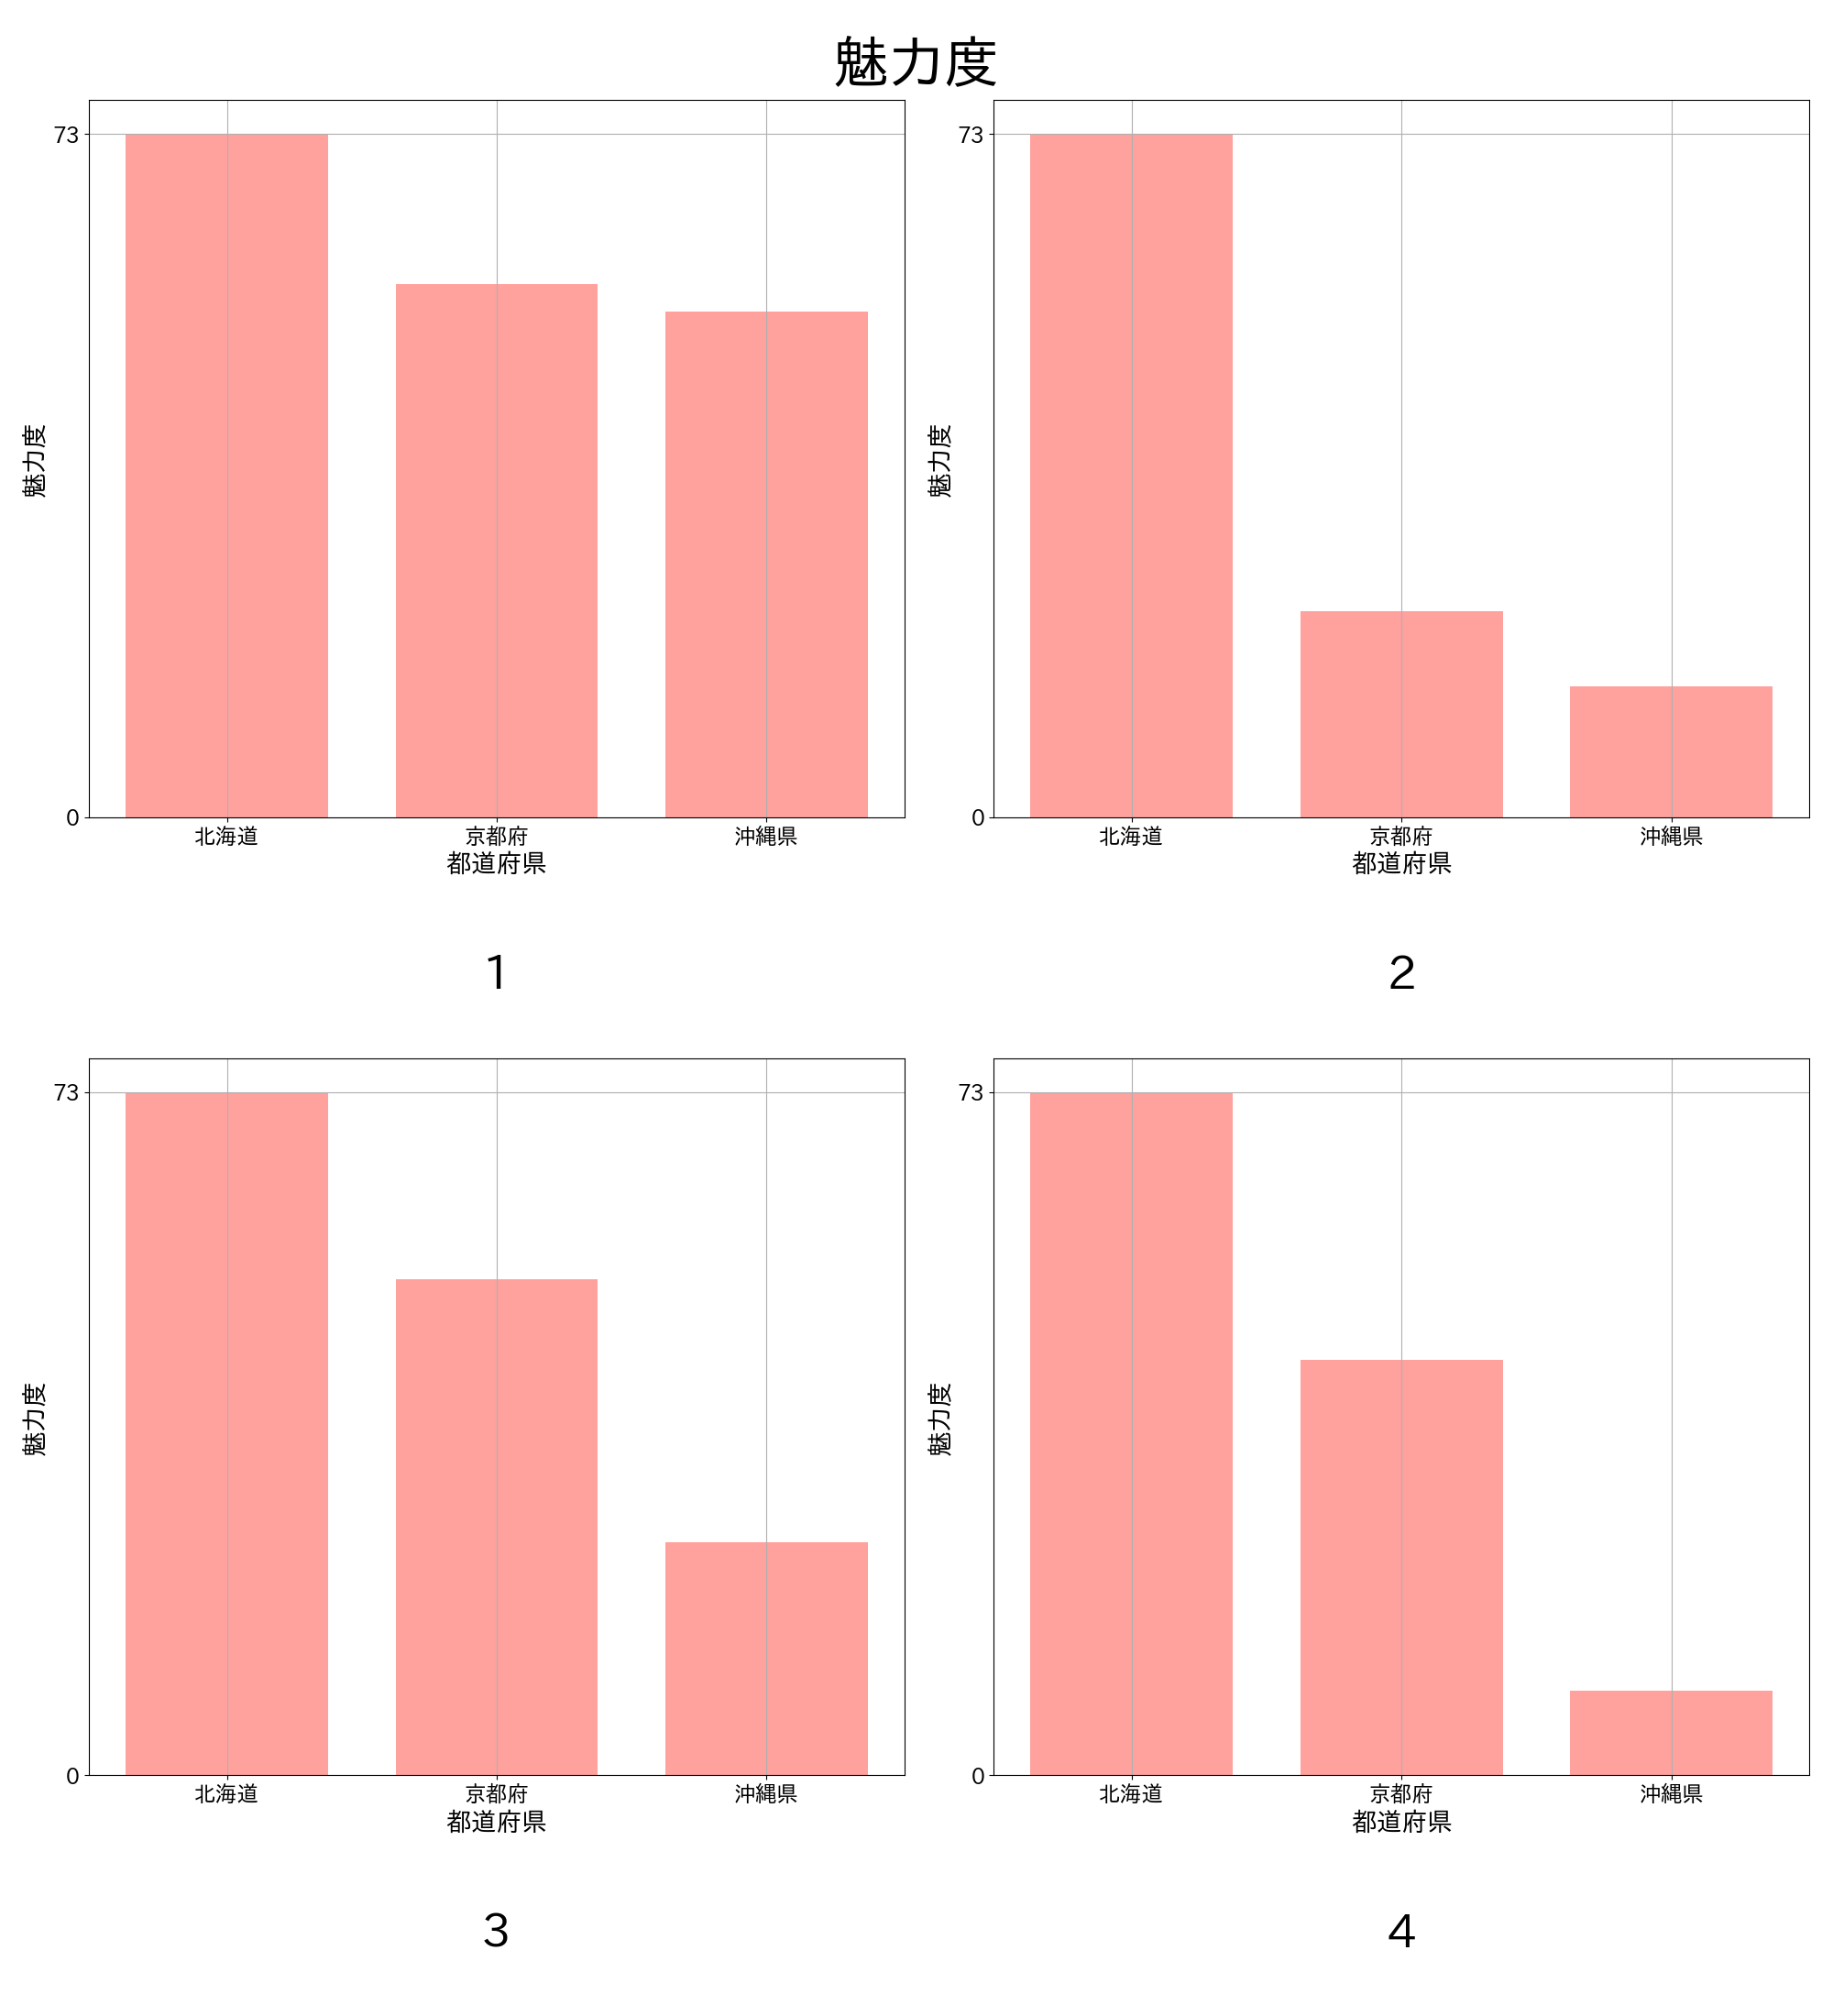 魅力度
73
0
魅力度
北海道 京都府 沖縄県
都道府県
1
73
0
魅力度
北海道 京都府 沖縄県
都道府県
2
73
0
魅力度
北海道 京都府 沖縄県
都道府県
3
73
0
魅力度
北海道 京都府 沖縄県
都道府県
4